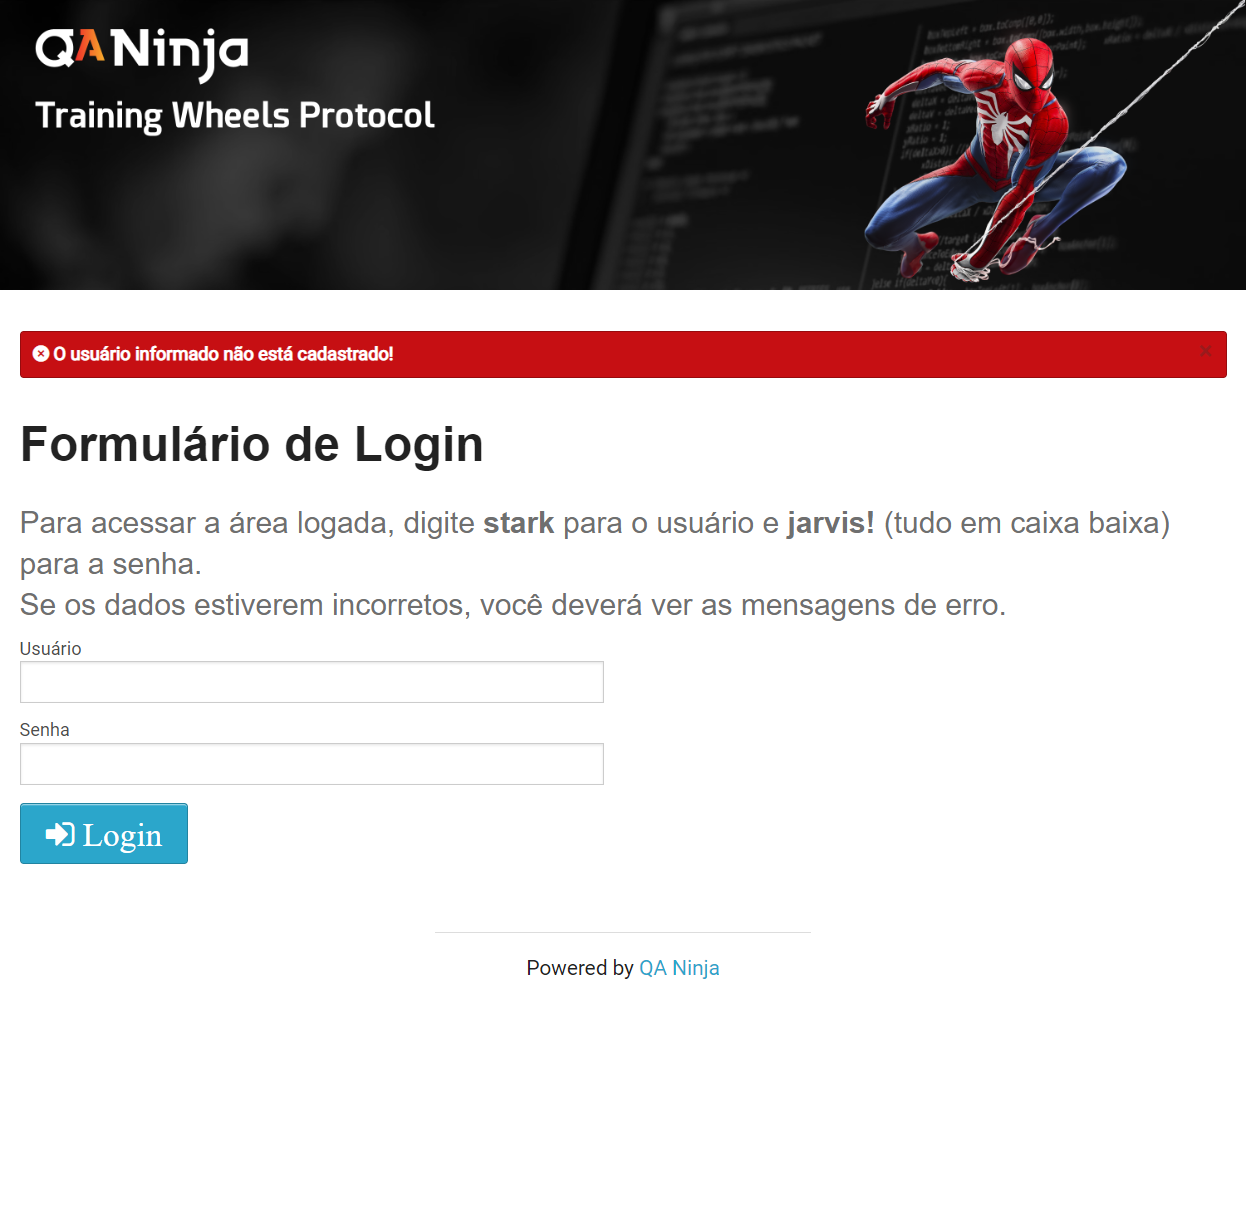 QA Ninja
Training Wheels Protocol
O usuário informado não está cadastrado!
×
Formulário de Login
Para acessar a área logada, digite stark para o usuário e jarvis! (tudo em caixa baixa)
para a senha.
Se os dados estiverem incorretos, você deverá ver as mensagens de erro.
Usuário
Senha
Login
Powered by QA Ninja